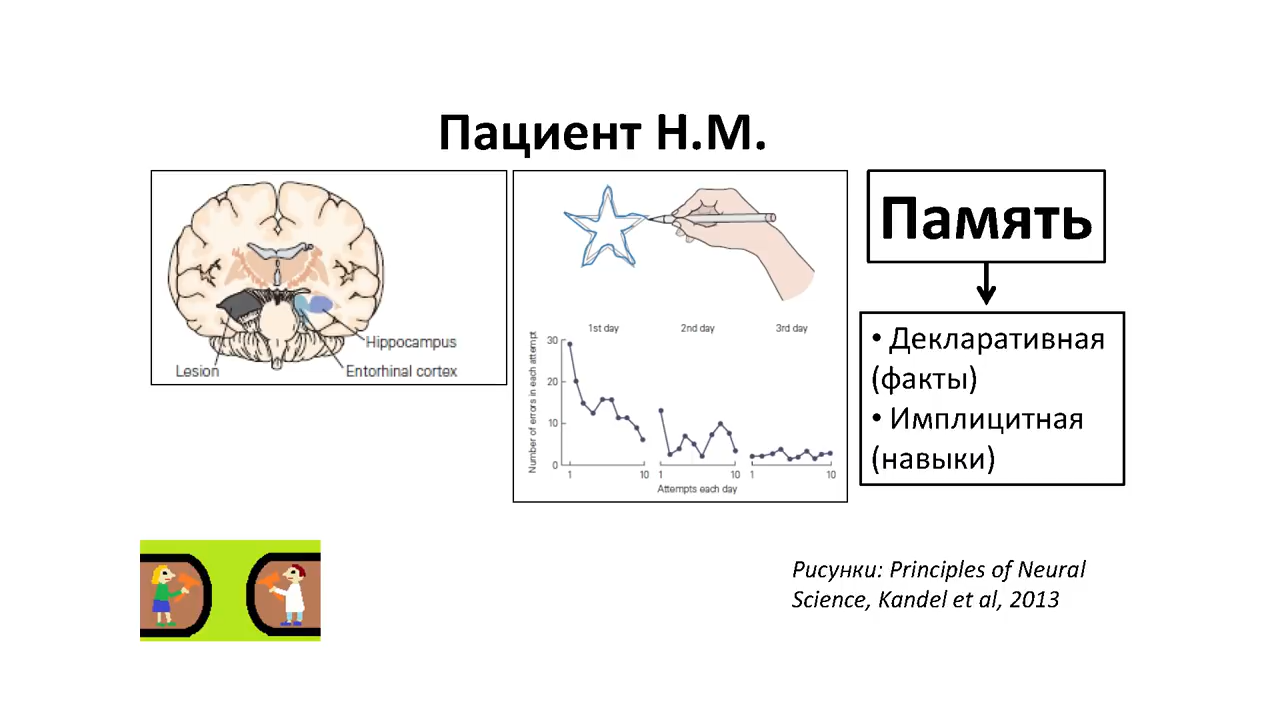 Пациент Н.М.
Hippocampus
Lesion
Entorhinal cortex
1st day
2nd day
3rd day
Number of errors in each attempt
30
20
10
0
1
10
1
10
1
10
Attempts each day
Память
• Декларативная
(факты)
• Имплицитная
(навыки)
Рисунки: Principles of Neural
Science, Kandel et al, 2013